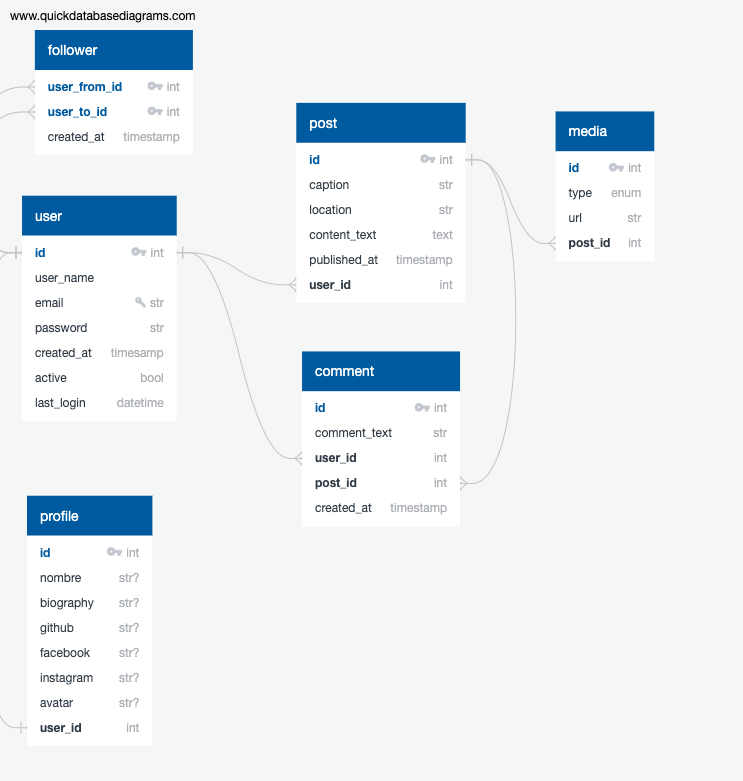 www.quickdatabasediagrams.com
follower
user_from_id int
user_to_id int
created_at timestamp
user
id int
user_name
email str
password str
created_at timesamp
active bool
last_login datetime
profile
id int
nombre str?
biography str?
github str?
facebook str?
instagram str?
avatar str?
user_id int
post
id int
caption str
location str
content_text text
published_at timestamp
user_id int
comment
id int
comment_text str
user_id int
post_id int
created_at timestamp
media
id int
type enum
url str
post_id int